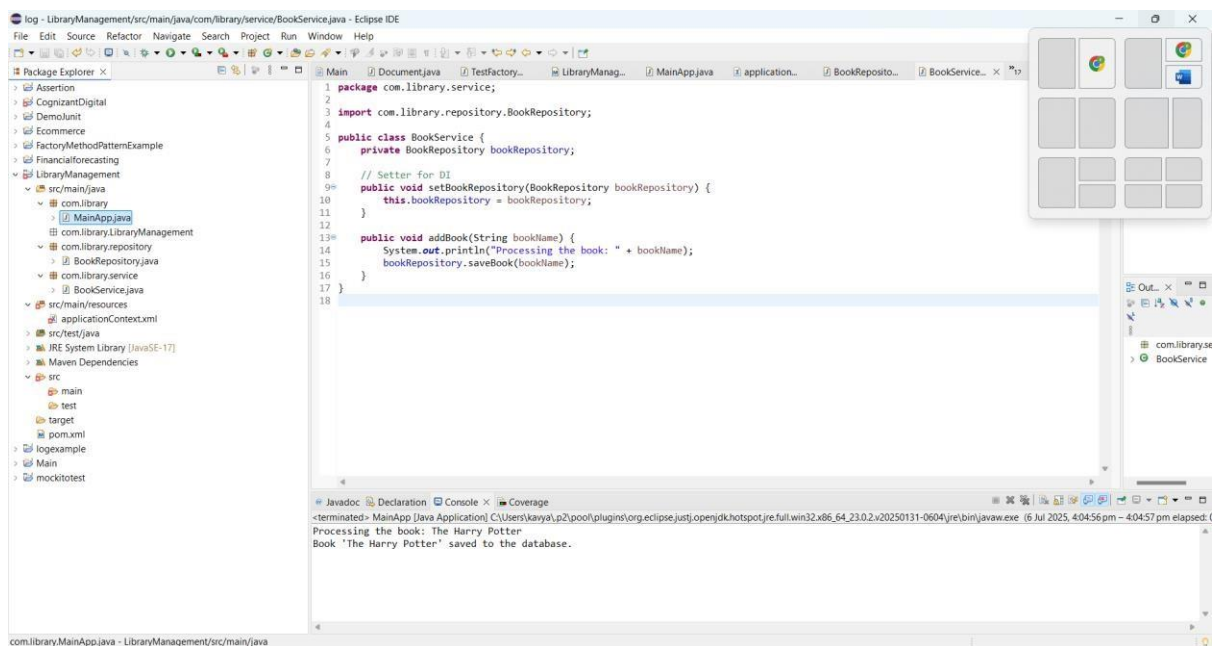 log - LibraryManagement/src/main/java/com/library/service/BookService.java - Eclipse IDE
File Edit Source Refactor Navigate Search Project Run Window Help
Package Explorer
Assertion
CognizantDigital
DemoJunit
Ecommerce
FactoryMethodPatternExample
Financialforecasting
LibraryManagement
src/main/java
com.library
MainApp.java
com.library.LibraryManagement
com.library.repository
BookRepository.java
com.library.service
BookService.java
src/main/resources
applicationContext.xml
src/test/java
JRE System Library [JavaSE-17]
Maven Dependencies
src
main
test
target
pom.xml
logexample
Main
mockitotest
Main Document.java TestFactory... LibraryManag... MainApp.java application... BookReposito... BookService... »17
1 package com.library.service;
2
3 import com.library.repository.BookRepository;
4
5 public class BookService {
6 private BookRepository bookRepository;
7
8 // Setter for DI
9 public void setBookRepository(BookRepository bookRepository) {
10 this.bookRepository = bookRepository;
11 }
12
13 public void addBook(String bookName) {
14 System.out.println("Processing the book: " + bookName);
15 bookRepository.saveBook(bookName);
16 }
17 }
18
Out...
com.library.se
BookService
Javadoc Declaration Console Coverage
<terminated> MainApp [Java Application] C:\Users\kavya\.p2\pool\plugins\org.eclipse.justj.openjdk.hotspot.jre.full.win32.x86_64_23.0.2.v20250131-0604\jre\bin\javaw.exe (6 Jul 2025, 4:04:56 pm – 4:04:57 pm elapsed: 0
Processing the book: The Harry Potter
Book 'The Harry Potter' saved to the database.
com.library.MainApp.java - LibraryManagement/src/main/java